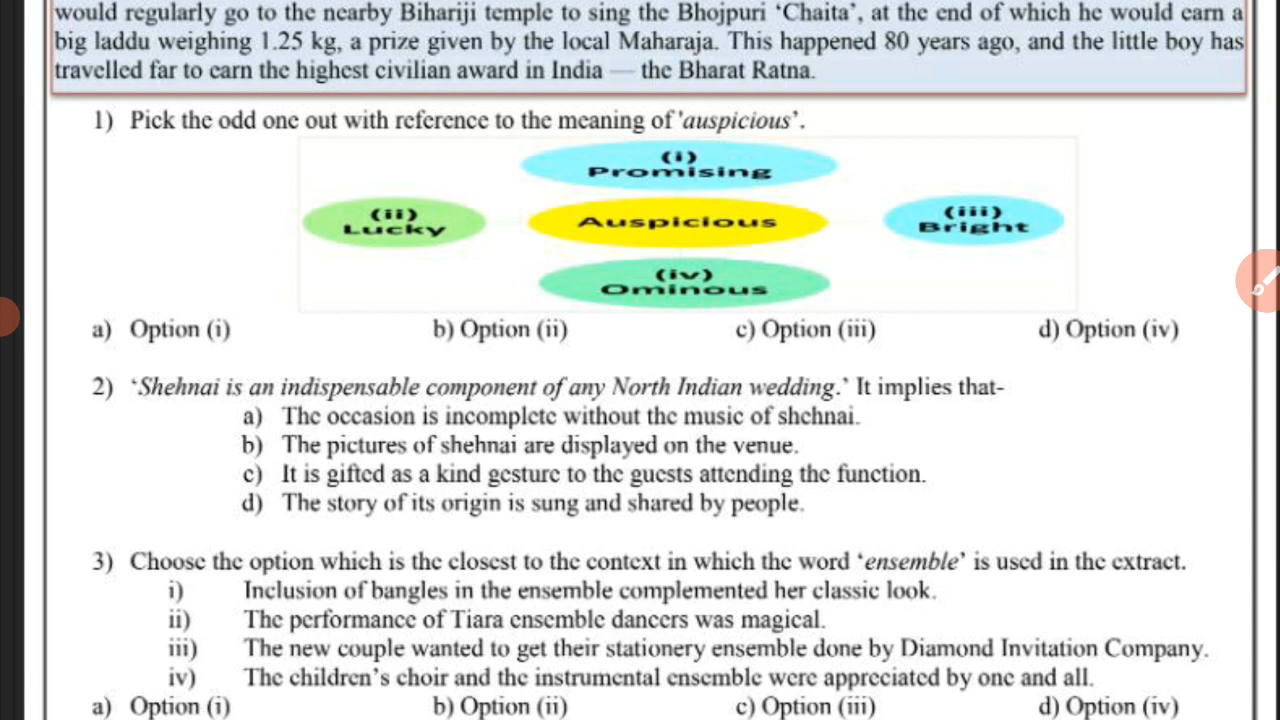 would regularly go to the nearby Bihariji temple to sing the Bhojpuri ‘Chaita’, at the end of which he would earn a
big laddu weighing 1.25 kg, a prize given by the local Maharaja. This happened 80 years ago, and the little boy has
travelled far to earn the highest civilian award in India — the Bharat Ratna.
1) Pick the odd one out with reference to the meaning of 'auspicious’.
(i)
Promising
(ii)
Lucky
Auspicious
(iii)
Bright
(iv)
Ominous
a) Option (i) b) Option (ii) c) Option (iii) d) Option (iv)
2) ‘Shehnai is an indispensable component of any North Indian wedding.’ It implies that-
a) The occasion is incomplete without the music of shehnai.
b) The pictures of shehnai are displayed on the venue.
c) It is gifted as a kind gesture to the guests attending the function.
d) The story of its origin is sung and shared by people.
3) Choose the option which is the closest to the context in which the word ‘ensemble’ is used in the extract.
i) Inclusion of bangles in the ensemble complemented her classic look.
ii) The performance of Tiara ensemble dancers was magical.
iii) The new couple wanted to get their stationery ensemble done by Diamond Invitation Company.
iv) The children’s choir and the instrumental ensemble were appreciated by one and all.
a) Option (i) b) Option (ii) c) Option (iii) d) Option (iv)